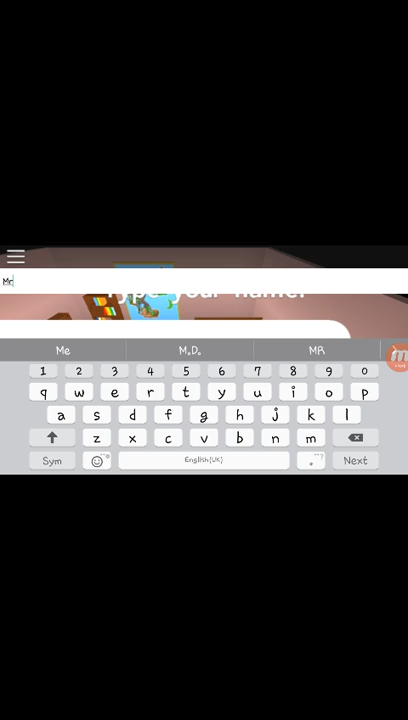 Mr
Type your name!
Me M.D. MR
1 2 3 4 5 6 7 8 9 0
q w e r t y u i o p
a s d f g h j k l
z x c v b n m
Sym English(UK) . Next